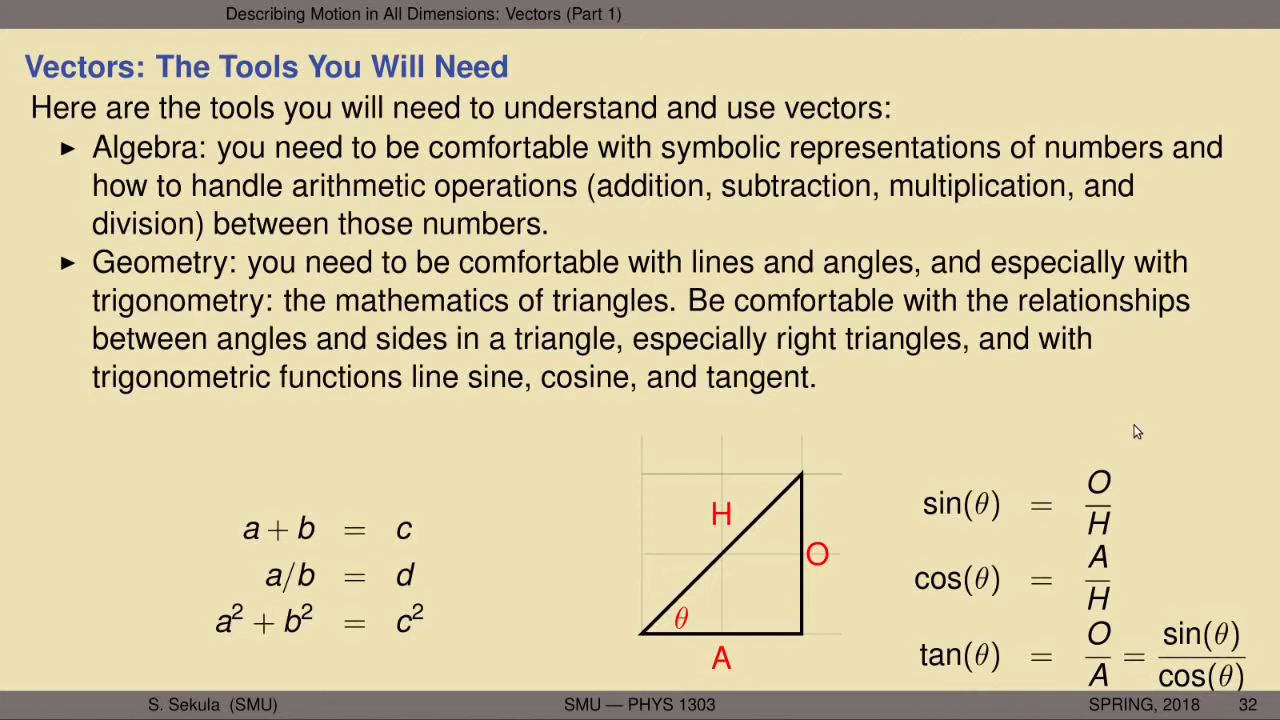 Describing Motion in All Dimensions: Vectors (Part 1)
Vectors: The Tools You Will Need
Here are the tools you will need to understand and use vectors:
▶ Algebra: you need to be comfortable with symbolic representations of numbers and
how to handle arithmetic operations (addition, subtraction, multiplication, and
division) between those numbers.
▶ Geometry: you need to be comfortable with lines and angles, and especially with
trigonometry: the mathematics of triangles. Be comfortable with the relationships
between angles and sides in a triangle, especially right triangles, and with
trigonometric functions line sine, cosine, and tangent.
a + b = c
a/b = d
a² + b² = c²
H
O
θ
A
sin(θ) = O/H
cos(θ) = A/H
tan(θ) = O/A = sin(θ)/cos(θ)
S. Sekula (SMU) SMU — PHYS 1303 SPRING, 2018 32